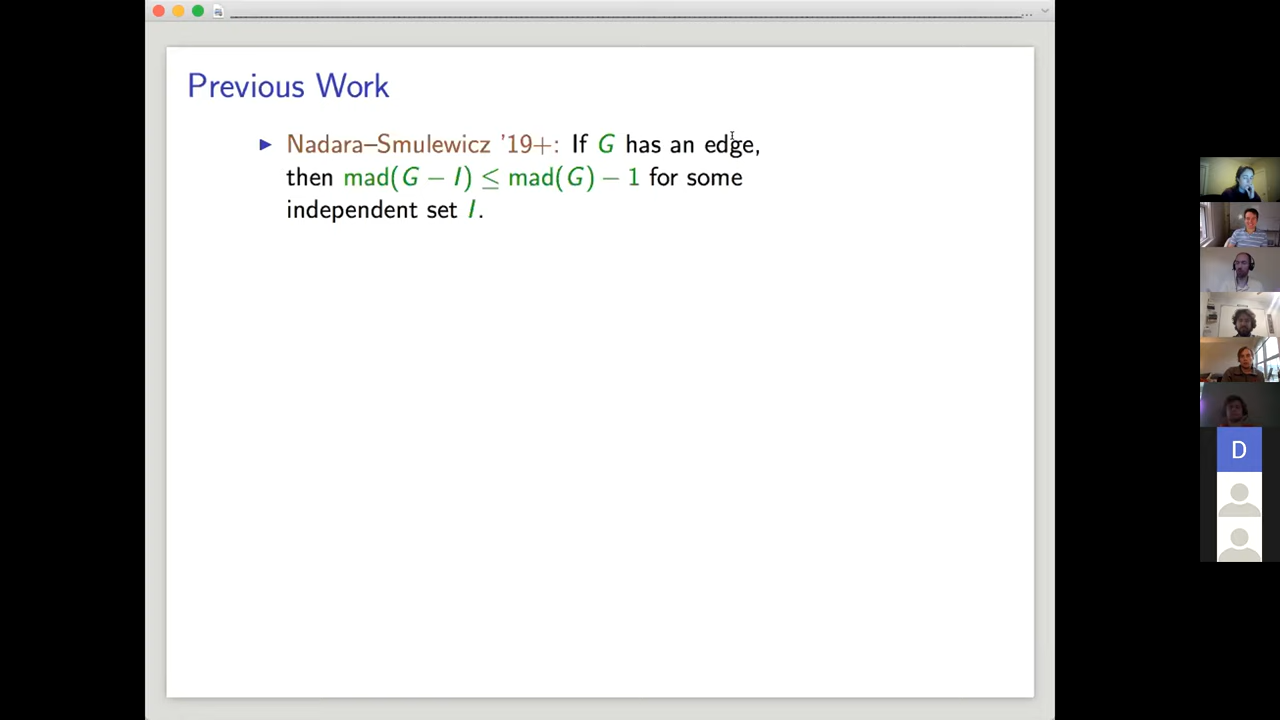 Previous Work
► Nadara–Smulewicz '19+: If G has an edge,
then mad(G − I) ≤ mad(G) − 1 for some
independent set I.
D